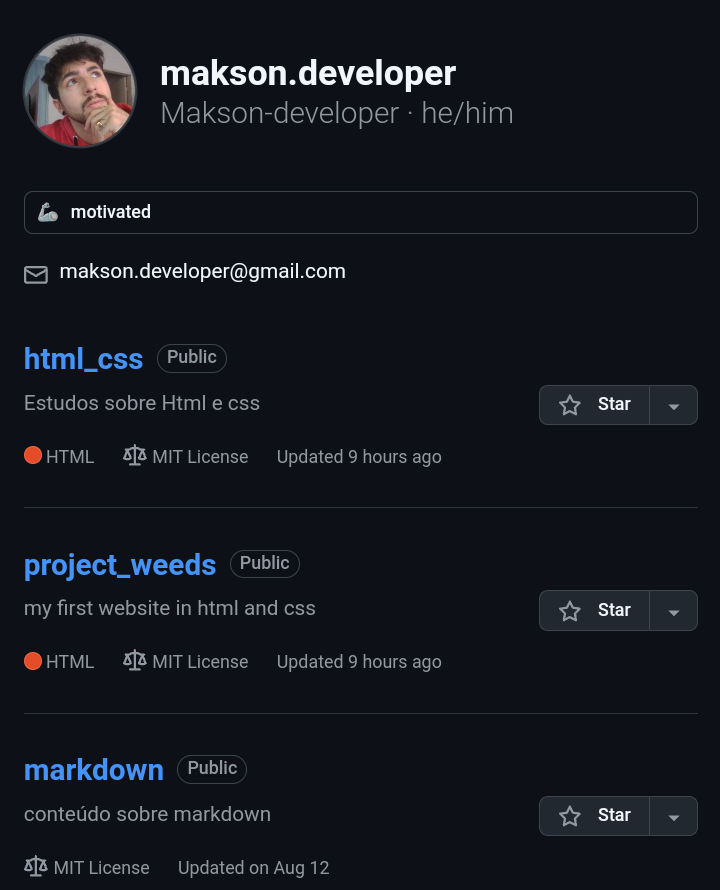 makson.developer
Makson-developer · he/him
motivated
makson.developer@gmail.com
html_css Public
Estudos sobre Html e css
Star
HTML MIT License Updated 9 hours ago
project_weeds Public
my first website in html and css
Star
HTML MIT License Updated 9 hours ago
markdown Public
conteúdo sobre markdown
Star
MIT License Updated on Aug 12